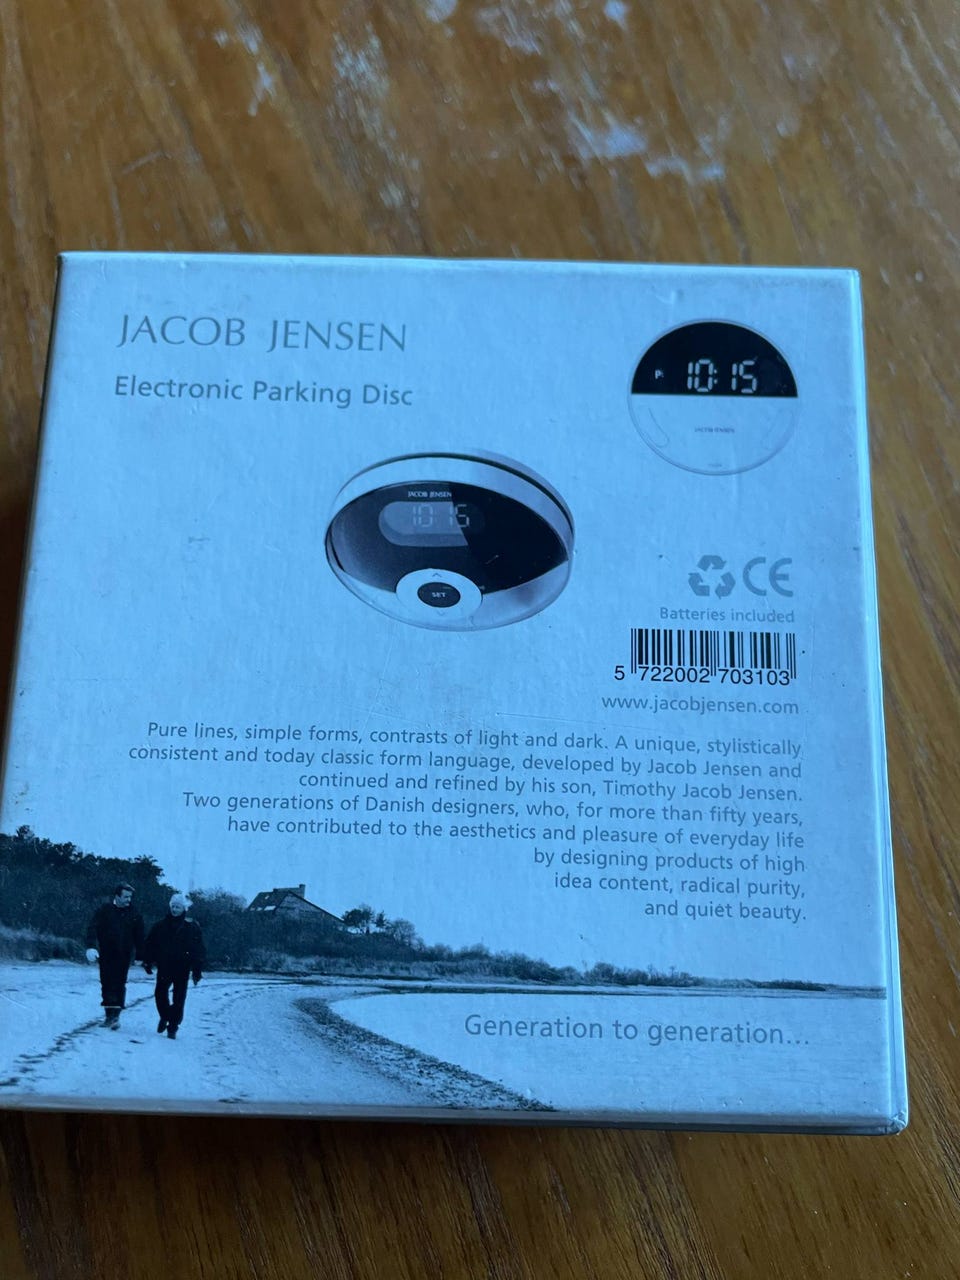 JACOB JENSEN
Electronic Parking Disc
P:
10:15
JACOB JENSEN
JACOB JENSEN
10:15
SET
CE
Batteries included
5 722002 703103
www.jacobjensen.com
Pure lines, simple forms, contrasts of light and dark. A unique, stylistically
consistent and today classic form language, developed by Jacob Jensen and
continued and refined by his son, Timothy Jacob Jensen.
Two generations of Danish designers, who, for more than fifty years,
have contributed to the aesthetics and pleasure of everyday life
by designing products of high
idea content, radical purity,
and quiet beauty.
Generation to generation...